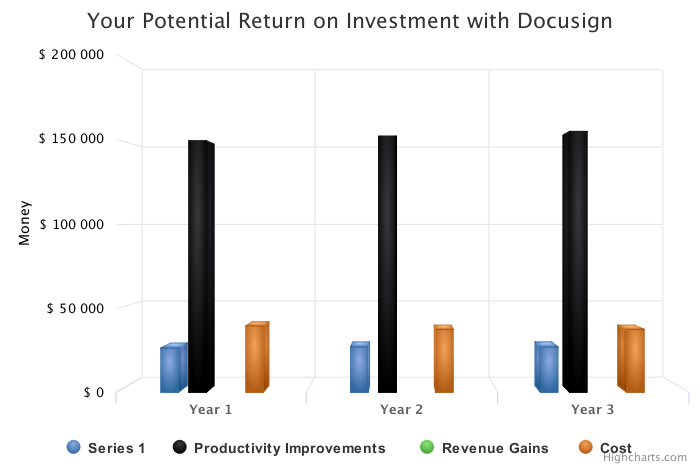 Your Potential Return on Investment with Docusign
$ 200 000
$ 150 000
$ 100 000
$ 50 000
$ 0
Money
Year 1 Year 2 Year 3
Series 1 Productivity Improvements Revenue Gains Cost
Highcharts.com